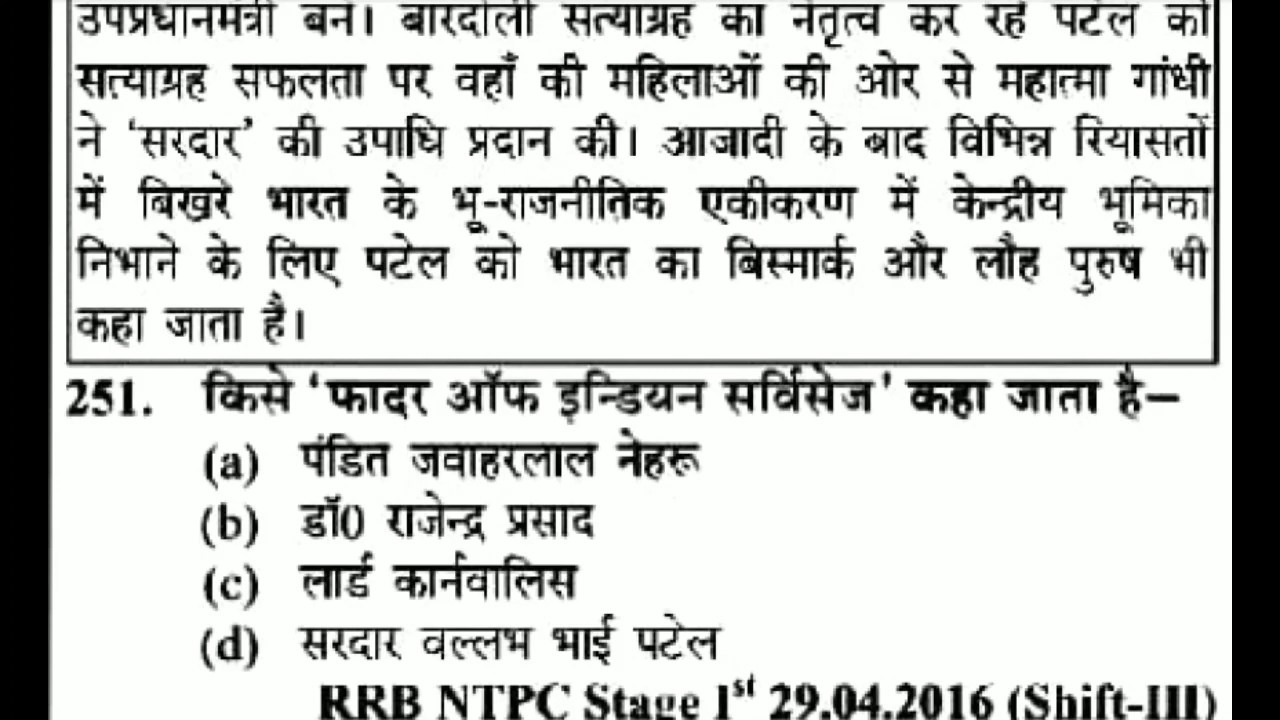 उपप्रधानमंत्री बने। बारदोली सत्याग्रह का नेतृत्व कर रहे पटेल को
सत्याग्रह सफलता पर वहाँ की महिलाओं की ओर से महात्मा गांधी
ने ‘सरदार’ की उपाधि प्रदान की। आजादी के बाद विभिन्न रियासतों
में बिखरे भारत के भू-राजनीतिक एकीकरण में केन्द्रीय भूमिका
निभाने के लिए पटेल को भारत का बिस्मार्क और लौह पुरुष भी
कहा जाता है।
251. किसे ‘फादर ऑफ इन्डियन सर्विसेज’ कहा जाता है–
(a) पंडित जवाहरलाल नेहरू
(b) डॉ0 राजेन्द्र प्रसाद
(c) लार्ड कार्नवालिस
(d) सरदार वल्लभ भाई पटेल
RRB NTPC Stage 1st 29.04.2016 (Shift-III)